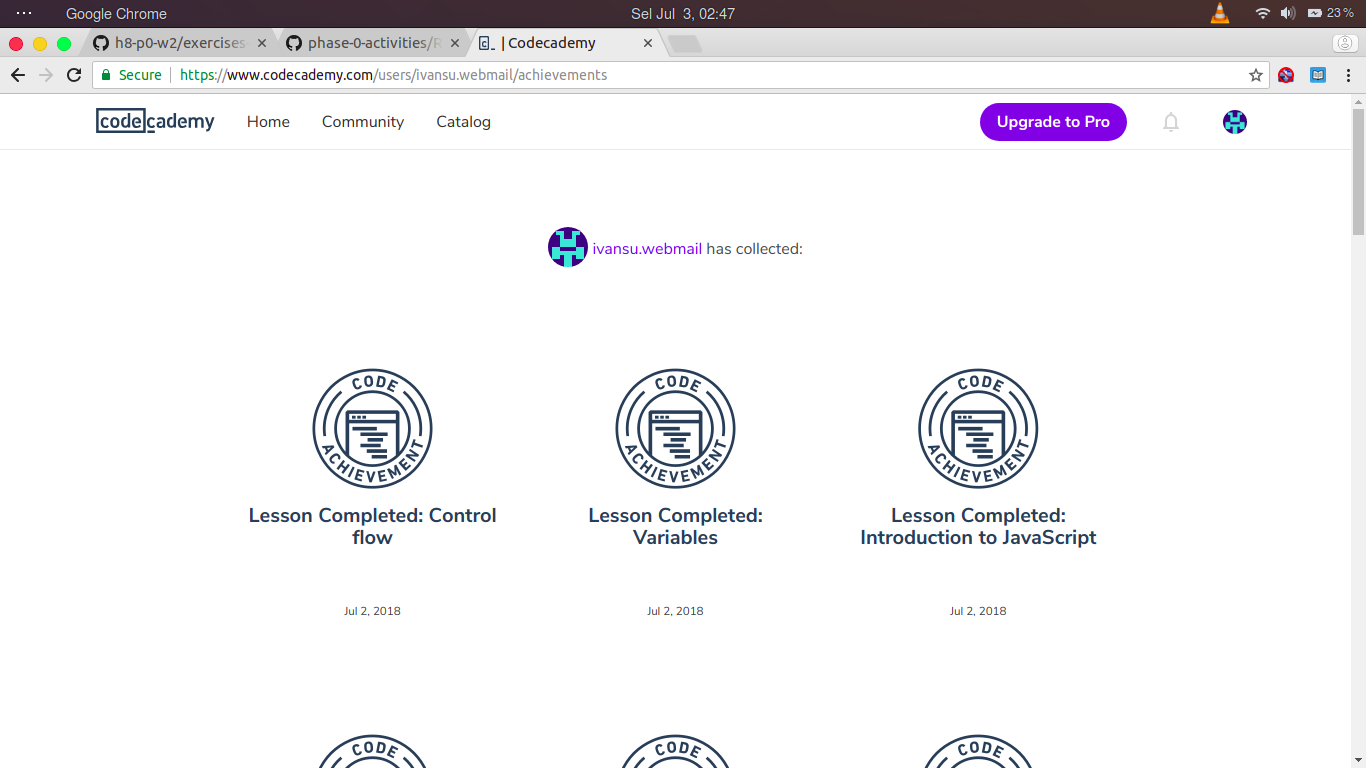 Google Chrome
Sel Jul 3, 02:47
23 %
h8-p0-w2/exercises
phase-0-activities/R
| Codecademy
Secure
https://www.codecademy.com/users/ivansu.webmail/achievements
codecademy
Home
Community
Catalog
Upgrade to Pro
ivansu.webmail has collected:
CODE
ACHIEVEMENT
CODE
ACHIEVEMENT
CODE
ACHIEVEMENT
Lesson Completed: Control
flow
Lesson Completed:
Variables
Lesson Completed:
Introduction to JavaScript
Jul 2, 2018
Jul 2, 2018
Jul 2, 2018
CODE
CODE
CODE